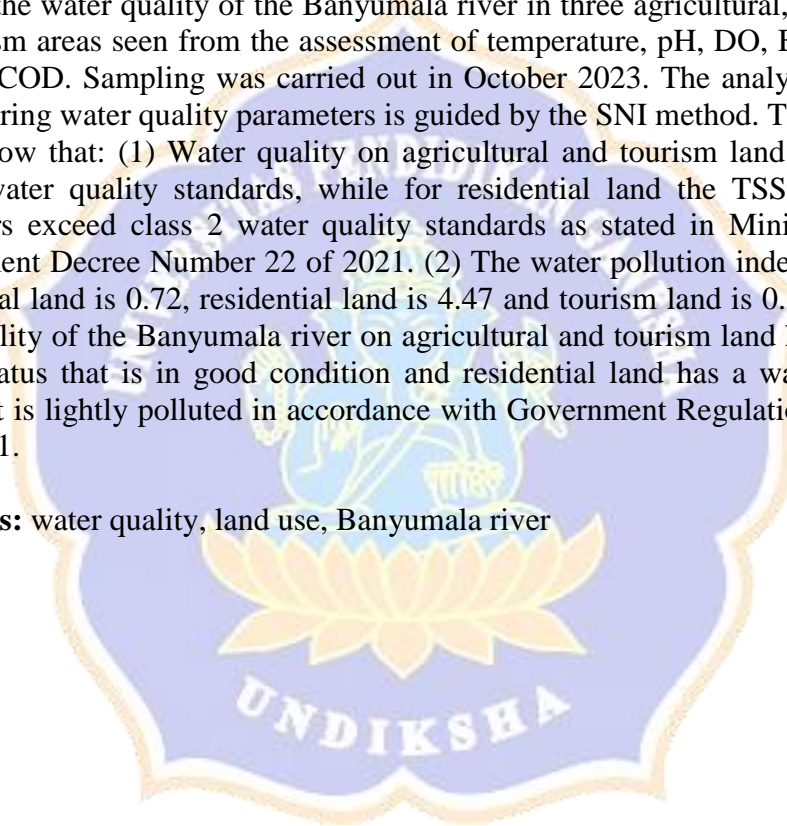 the water quality of the Banyumala river in three agricultural,
sm areas seen from the assessment of temperature, pH, DO,
COD. Sampling was carried out in October 2023. The analy
ring water quality parameters is guided by the SNI method. T
ow that: (1) Water quality on agricultural and tourism land
water quality standards, while for residential land the TSS
rs exceed class 2 water quality standards as stated in Mini
ent Decree Number 22 of 2021. (2) The water pollution inde
al land is 0.72, residential land is 4.47 and tourism land is 0.
lity of the Banyumala river on agricultural and tourism land
atus that is in good condition and residential land has a wa
t is lightly polluted in accordance with Government Regulati
1.
s: water quality, land use, Banyumala river
UNIVERSITAS PENDIDIKAN GANESHA
UNDIKSHA